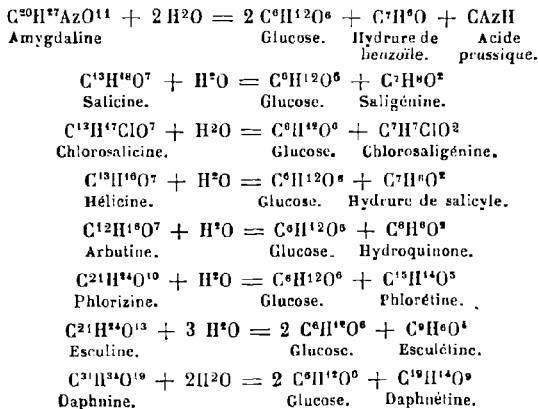 C²⁰H²⁷AzO¹¹ + 2 H²O = 2 C⁶H¹²O⁶ + C⁷H⁶O + CAzH
Amygdaline Glucose. Hydrure de Acide
benzoïle. prussique.
C¹³H¹⁸O⁷ + H²O = C⁶H¹²O⁶ + C⁷H⁸O²
Salicine. Glucose. Saligénine.
C¹³H¹⁷ClO⁷ + H²O = C⁶H¹²O⁶ + C⁷H⁷ClO²
Chlorosalicine. Glucose. Chlorosaligénine.
C¹³H¹⁶O⁷ + H²O = C⁶H¹²O⁶ + C⁷H⁶O²
Hélicine. Glucose. Hydrure de salicyle.
C¹²H¹⁶O⁷ + H²O = C⁶H¹²O⁶ + C⁶H⁶O²
Arbutine. Glucose. Hydroquinone.
C²¹H²⁴O¹⁰ + H²O = C⁶H¹²O⁶ + C¹⁵H¹⁴O⁵
Phlorizine. Glucose. Phlorétine.
C²¹H²⁴O¹³ + 3 H²O = 2 C⁶H¹²O⁶ + C⁹H⁶O⁴
Esculine. Glucose. Esculétine.
C³¹H³⁴O¹⁹ + 2H²O = 2 C⁶H¹²O⁶ + C¹⁹H¹⁴O⁹
Daphnine. Glucose. Daphnétine.